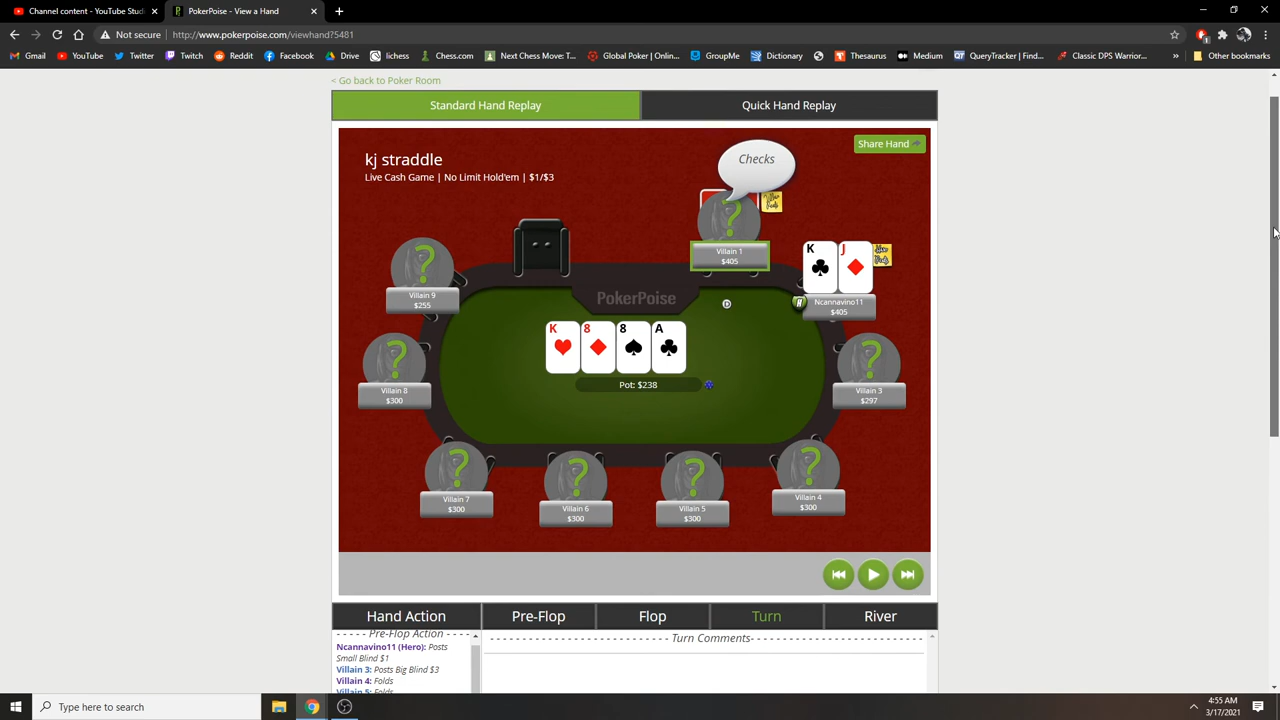 Content - YouTube Studio
PokerPoise - View a Hand
Not secure | http://www.pokerpoise.com/viewhand?5481
Gmail YouTube Twitter Twitch Reddit Facebook Drive lichess Chess.com Next Chess Move: T... Global Poker | Onlin... GroupMe Dictionary Thesaurus Medium QueryTracker | Find... Classic DPS Warrior... » Other bookmarks
< Go back to Poker Room
Standard Hand Replay Quick Hand Replay
kj straddle
Live Cash Game | No Limit Hold'em | $1/$3
Share Hand
Checks
Villain 1
$405
K J
Ncannavino11
$405
Villain 9
$255
PokerPoise
D
K 8 8 A
Pot: $238
Villain 8
$300
Villain 3
$297
Villain 7
$300
Villain 6
$300
Villain 5
$300
Villain 4
$300
Hand Action Pre-Flop Flop Turn River
- - - - - Pre-Flop Action - - - -
Ncannavino11 (Hero): Posts
Small Blind $1
Villain 3: Posts Big Blind $3
Villain 4: Folds
Villain 5: Folds
Turn Comments
Type here to search
4:55 AM
3/17/2021